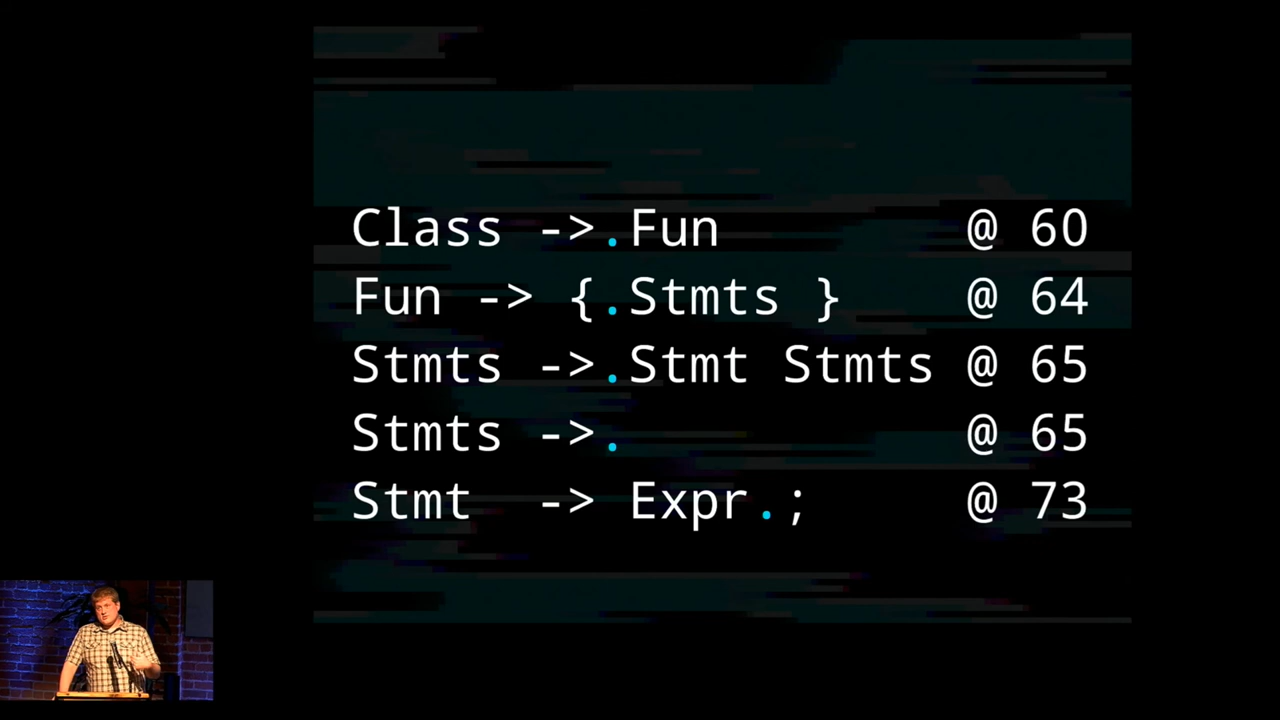 Class ->.Fun @ 60
Fun -> {.Stmts } @ 64
Stmts ->.Stmt Stmts @ 65
Stmts ->. @ 65
Stmt -> Expr.; @ 73